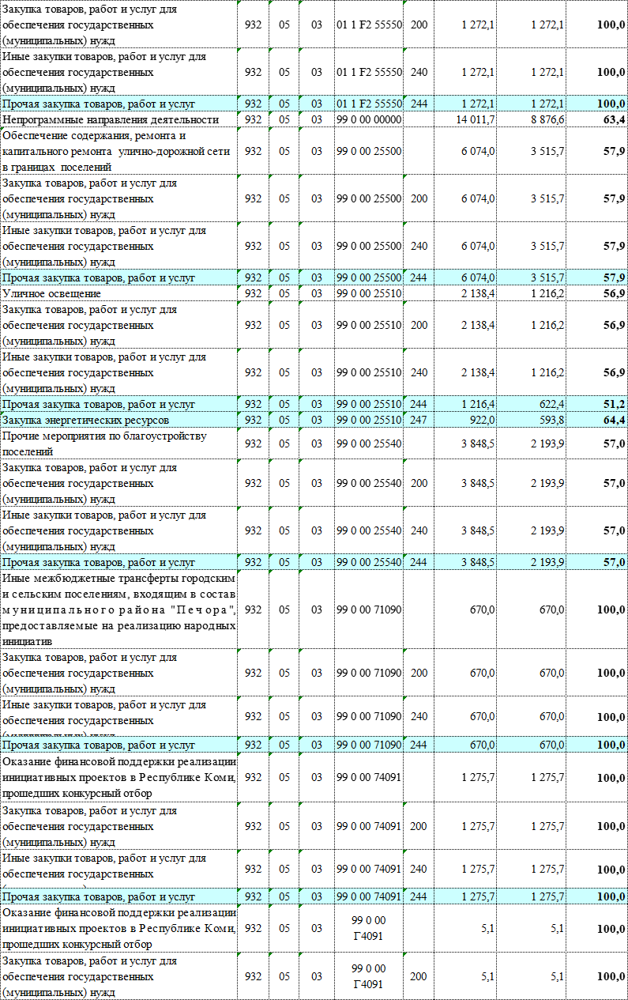 Закупка товаров, работ и услуг для
обеспечения государственных
(муниципальных) нужд
932 05 03 01 1 F2 55550 200 1 272,1 1 272,1 100,0
Иные закупки товаров, работ и услуг для
обеспечения государственных
(муниципальных) нужд
932 05 03 01 1 F2 55550 240 1 272,1 1 272,1 100,0
Прочая закупка товаров, работ и услуг 932 05 03 01 1 F2 55550 244 1 272,1 1 272,1 100,0
Непрограммные направления деятельности 932 05 03 99 0 00 00000 14 011,7 8 876,6 63,4
Обеспечение содержания, ремонта и
капитального ремонта улично-дорожной сети
в границах поселений
932 05 03 99 0 00 25500 6 074,0 3 515,7 57,9
Закупка товаров, работ и услуг для
обеспечения государственных
(муниципальных) нужд
932 05 03 99 0 00 25500 200 6 074,0 3 515,7 57,9
Иные закупки товаров, работ и услуг для
обеспечения государственных
(муниципальных) нужд
932 05 03 99 0 00 25500 240 6 074,0 3 515,7 57,9
Прочая закупка товаров, работ и услуг 932 05 03 99 0 00 25500 244 6 074,0 3 515,7 57,9
Уличное освещение 932 05 03 99 0 00 25510 2 138,4 1 216,2 56,9
Закупка товаров, работ и услуг для
обеспечения государственных
(муниципальных) нужд
932 05 03 99 0 00 25510 200 2 138,4 1 216,2 56,9
Иные закупки товаров, работ и услуг для
обеспечения государственных
(муниципальных) нужд
932 05 03 99 0 00 25510 240 2 138,4 1 216,2 56,9
Прочая закупка товаров, работ и услуг 932 05 03 99 0 00 25510 244 1 216,4 622,4 51,2
Закупка энергетических ресурсов 932 05 03 99 0 00 25510 247 922,0 593,8 64,4
Прочие мероприятия по благоустройству
поселений
932 05 03 99 0 00 25540 3 848,5 2 193,9 57,0
Закупка товаров, работ и услуг для
обеспечения государственных
(муниципальных) нужд
932 05 03 99 0 00 25540 200 3 848,5 2 193,9 57,0
Иные закупки товаров, работ и услуг для
обеспечения государственных
(муниципальных) нужд
932 05 03 99 0 00 25540 240 3 848,5 2 193,9 57,0
Прочая закупка товаров, работ и услуг 932 05 03 99 0 00 25540 244 3 848,5 2 193,9 57,0
Иные межбюджетные трансферты городским
и сельским поселениям, входящим в состав
муниципального района "Печора",
предоставляемые на реализацию народных
инициатив
932 05 03 99 0 00 71090 670,0 670,0 100,0
Закупка товаров, работ и услуг для
обеспечения государственных
(муниципальных) нужд
932 05 03 99 0 00 71090 200 670,0 670,0 100,0
Иные закупки товаров, работ и услуг для
обеспечения государственных
932 05 03 99 0 00 71090 240 670,0 670,0 100,0
Прочая закупка товаров, работ и услуг 932 05 03 99 0 00 71090 244 670,0 670,0 100,0
Оказание финансовой поддержки реализации
инициативных проектов в Республике Коми,
прошедших конкурсный отбор
932 05 03 99 0 00 74091 1 275,7 1 275,7 100,0
Закупка товаров, работ и услуг для
обеспечения государственных
(муниципальных) нужд
932 05 03 99 0 00 74091 200 1 275,7 1 275,7 100,0
Иные закупки товаров, работ и услуг для
обеспечения государственных
932 05 03 99 0 00 74091 240 1 275,7 1 275,7 100,0
Прочая закупка товаров, работ и услуг 932 05 03 99 0 00 74091 244 1 275,7 1 275,7 100,0
Оказание финансовой поддержки реализации
инициативных проектов в Республике Коми,
прошедших конкурсный отбор
932 05 03 99 0 00 Г4091 5,1 5,1 100,0
Закупка товаров, работ и услуг для
обеспечения государственных
(муниципальных) нужд
932 05 03 99 0 00 Г4091 200 5,1 5,1 100,0